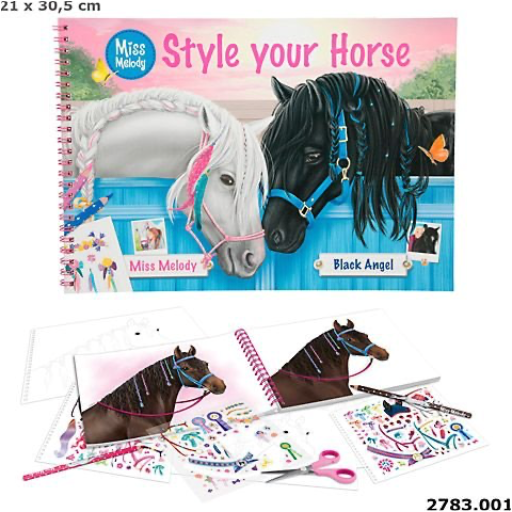 21 x 30,5 cm
Miss
Melody
Style your Horse
Miss Melody
Black Angel
2783.001